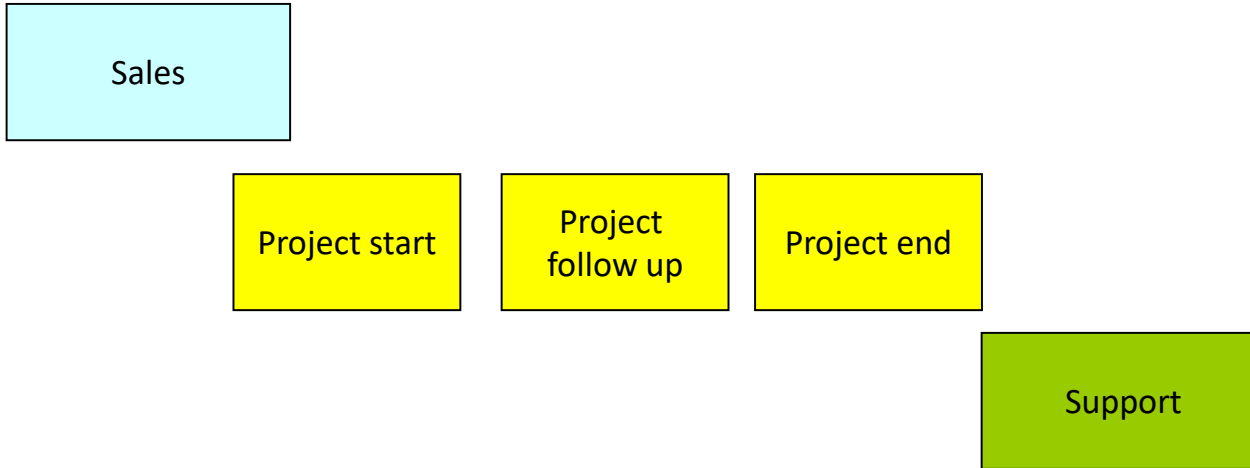 Sales
Project start
Project
follow up
Project end
Support